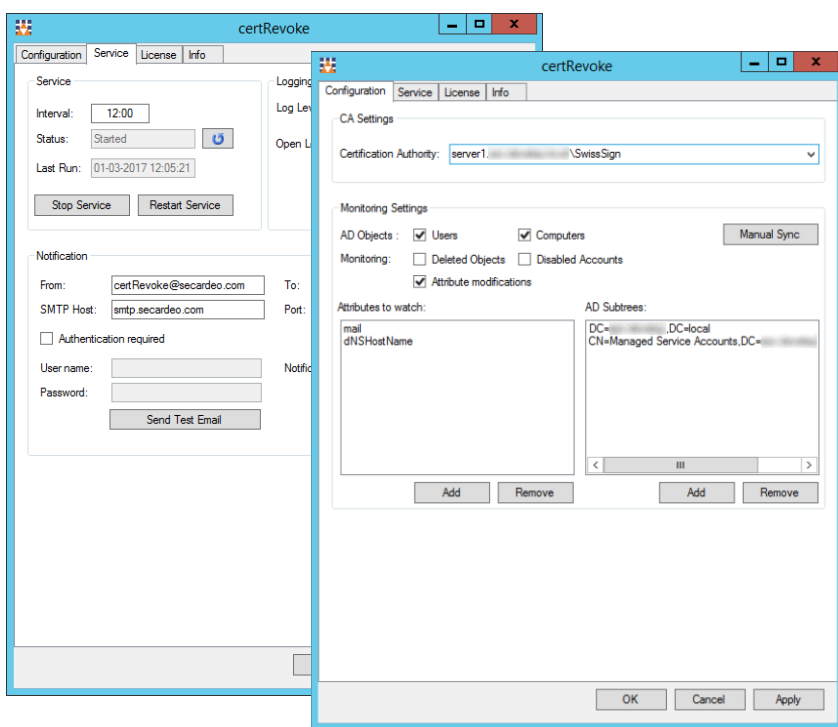 certRevoke
Configuration Service License Info
Service
Interval: 12:00
Status: Started
Last Run: 01-03-2017 12:05:21
Stop Service Restart Service
Logging
Log Lev
Open L
Notification
From: certRevoke@secardeo.com To:
SMTP Host: smtp.secardeo.com Port:
Authentication required
User name: Notific
Password:
Send Test Email
certRevoke
Configuration Service License Info
CA Settings
Certification Authority: server1. \SwissSign
Monitoring Settings
AD Objects : Users Computers Manual Sync
Monitoring: Deleted Objects Disabled Accounts
Attribute modifications
Attributes to watch: AD Subtrees:
mail
dNSHostName
DC= ,DC=local
CN=Managed Service Accounts,DC=
Add Remove Add Remove
OK Cancel Apply